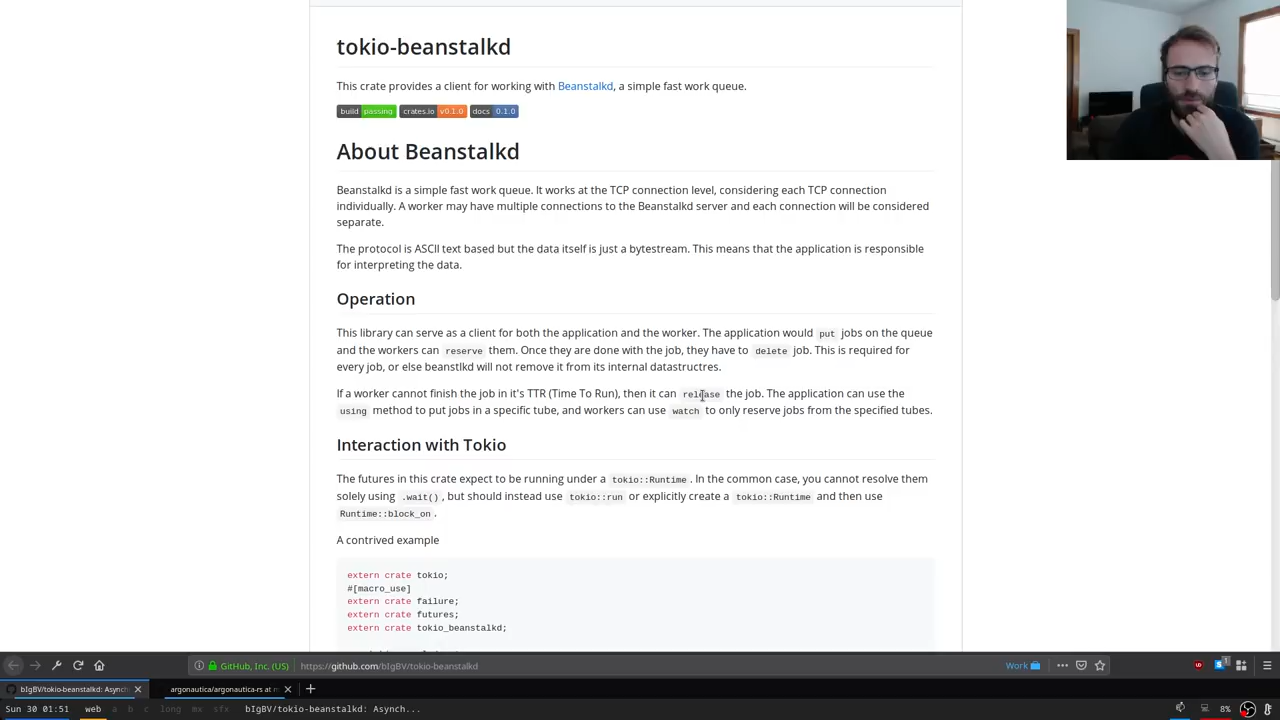 tokio-beanstalkd
This crate provides a client for working with Beanstalkd, a simple fast work queue.
build passing crates.io v0.1.0 docs 0.1.0
About Beanstalkd
Beanstalkd is a simple fast work queue. It works at the TCP connection level, considering each TCP connection
individually. A worker may have multiple connections to the Beanstalkd server and each connection will be considered
separate.
The protocol is ASCII text based but the data itself is just a bytestream. This means that the application is responsible
for interpreting the data.
Operation
This library can serve as a client for both the application and the worker. The application would put jobs on the queue
and the workers can reserve them. Once they are done with the job, they have to delete job. This is required for
every job, or else beanstlkd will not remove it from its internal datastructres.
If a worker cannot finish the job in it's TTR (Time To Run), then it can release the job. The application can use the
using method to put jobs in a specific tube, and workers can use watch to only reserve jobs from the specified tubes.
Interaction with Tokio
The futures in this crate expect to be running under a tokio::Runtime. In the common case, you cannot resolve them
solely using .wait(), but should instead use tokio::run or explicitly create a tokio::Runtime and then use
Runtime::block_on.
A contrived example
extern crate tokio;
#[macro_use]
extern crate failure;
extern crate futures;
extern crate tokio_beanstalkd;
GitHub, Inc. (US) https://github.com/bIgBV/tokio-beanstalkd Work
bIgBV/tokio-beanstalkd: Asynch argonautica/argonautica-rs at m
Sun 30 01:51 web a b c long mx sfx bIgBV/tokio-beanstalkd: Asynch... 8%